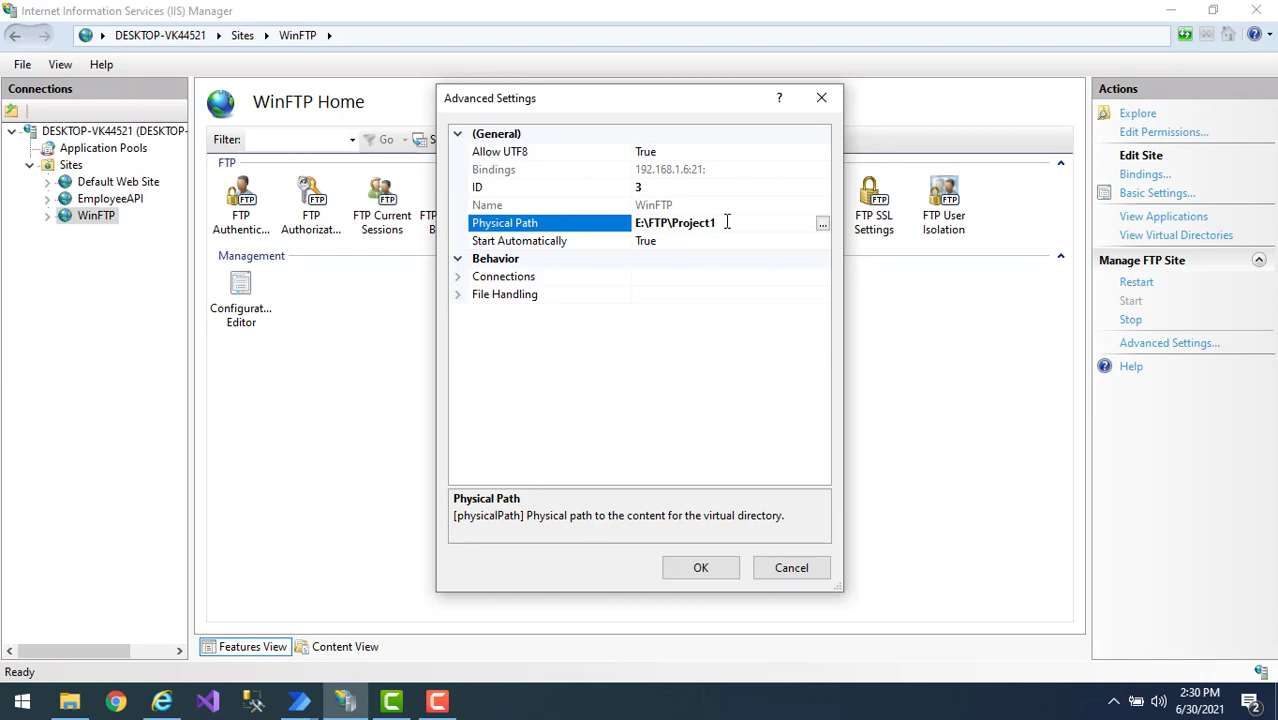 Internet Information Services (IIS) Manager
DESKTOP-VK44521 Sites WinFTP
File View Help
Connections
DESKTOP-VK44521 (DESKTOP-
Application Pools
Sites
Default Web Site
EmployeeAPI
WinFTP
WinFTP Home
Filter: Go S
FTP
FTP Authentic...
FTP Authorizat...
FTP Current Sessions
FTP SSL Settings
FTP User Isolation
Management
Configurat... Editor
Features View Content View
Advanced Settings ?
(General)
Allow UTF8 True
Bindings 192.168.1.6:21:
ID 3
Name WinFTP
Physical Path E:\FTP\Project1 ...
Start Automatically True
Behavior
Connections
File Handling
Physical Path
[physicalPath] Physical path to the content for the virtual directory.
OK Cancel
Actions
Explore
Edit Permissions...
Edit Site
Bindings...
Basic Settings...
View Applications
View Virtual Directories
Manage FTP Site
Restart
Start
Stop
Advanced Settings...
Help
Ready
2:30 PM
6/30/2021
2